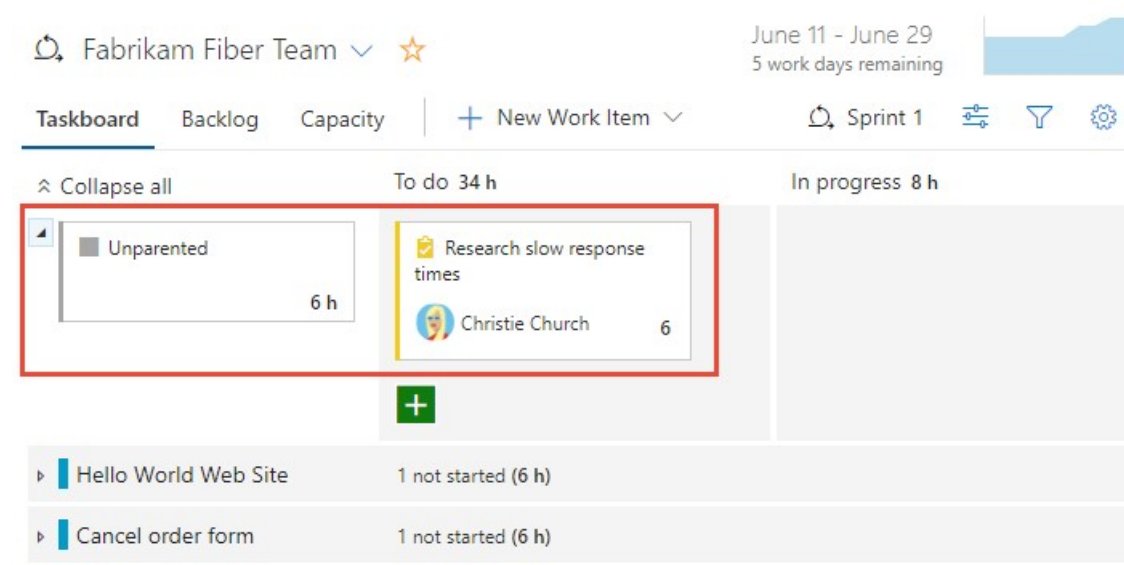 Fabrikam Fiber Team
June 11 - June 29
5 work days remaining
Taskboard Backlog Capacity New Work Item Sprint 1
Collapse all To do 34 h In progress 8 h
Unparented
6 h
Research slow response
times
Christie Church 6
Hello World Web Site 1 not started (6 h)
Cancel order form 1 not started (6 h)